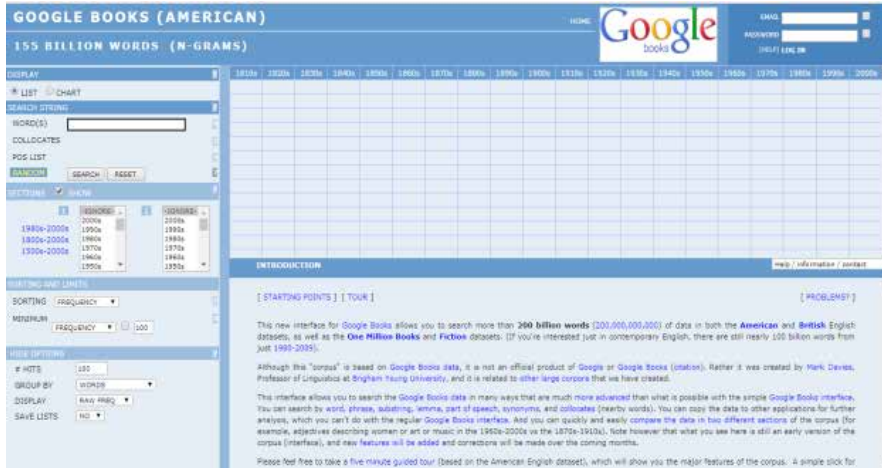 GOOGLE BOOKS (AMERICAN)
155 BILLION WORDS (N-GRAMS)
HOME
Google
books
EMAIL
PASSWORD
[HELP] LOG IN
DISPLAY
LIST CHART
SEARCH STRING
WORD(S)
COLLOCATES
POS LIST
RANDOM SEARCH RESET
SECTIONS SHOW
1 -IGNORE- 2 -IGNORE-
2000s 2000s
1980s-2000s 1990s 1990s
1800s-2000s 1980s 1980s
1500s-2000s 1970s 1970s
1960s 1960s
1950s 1950s
SORTING AND LIMITS
SORTING FREQUENCY
MINIMUM
FREQUENCY 100
HIDE OPTIONS
# HITS 100
GROUP BY WORDS
DISPLAY RAW FREQ
SAVE LISTS NO
1810s 1820s 1830s 1840s 1850s 1860s 1870s 1880s 1890s 1900s 1910s 1920s 1930s 1940s 1950s 1960s 1970s 1980s 1990s 2000s
INTRODUCTION
Help / information / contact
[ STARTING POINTS ] [ TOUR ] [ PROBLEMS? ]
This new interface for Google Books allows you to search more than 200 billion words (200,000,000,000) of data in both the American and British English
datasets, as well as the One Million Books and Fiction datasets. (If you're interested just in contemporary English, there are still nearly 100 billion words from
just 1980-2009).
Although this "corpus" is based on Google Books data, it is not an official product of Google or Google Books (citation). Rather it was created by Mark Davies,
Professor of Linguistics at Brigham Young University, and it is related to other large corpora that we have created.
This interface allows you to search the Google Books data in many ways that are much more advanced than what is possible with the simple Google Books interface.
You can search by word, phrase, substring, lemma, part of speech, synonyms, and collocates (nearby words). You can copy the data to other applications for further
analysis, which you can't do with the regular Google Books interface. And you can quickly and easily compare the data in two different sections of the corpus (for
example, adjectives describing women or art or music in the 1960s-2000s vs the 1870s-1910s). Note however that what you see here is still an early version of the
corpus (interface), and new features will be added and corrections will be made over the coming months.
Please feel free to take a five minute guided tour (based on the American English dataset), which will show you the major features of the corpus. A simple click for